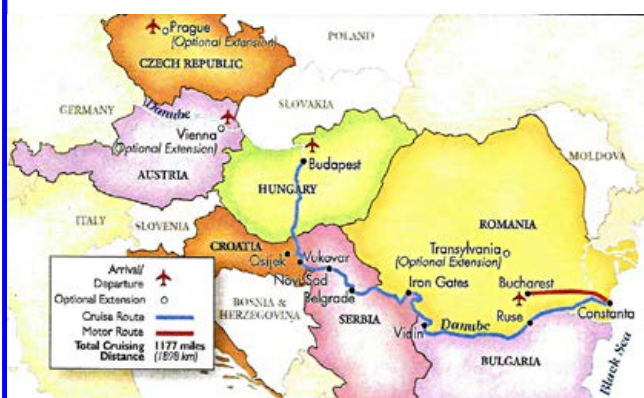 Prague
(Optional Extension)
POLAND
CZECH REPUBLIC
GERMANY
Danube
SLOVAKIA
Vienna
(Optional Extension)
MOLDOVA
AUSTRIA
Budapest
HUNGARY
ITALY
SLOVENIA
ROMANIA
CROATIA
Transylvania
(Optional Extension)
Osijek
Vukovar
Novi Sad
Iron Gates
Bucharest
Belgrade
BOSNIA &
HERZEGOVINA
SERBIA
Ruse
Constanta
Vidin
Danube
BULGARIA
Black Sea
Arrival/
Departure
Optional Extension
Cruise Route
Motor Route
Total Cruising 1177 miles
Distance (1898 km)